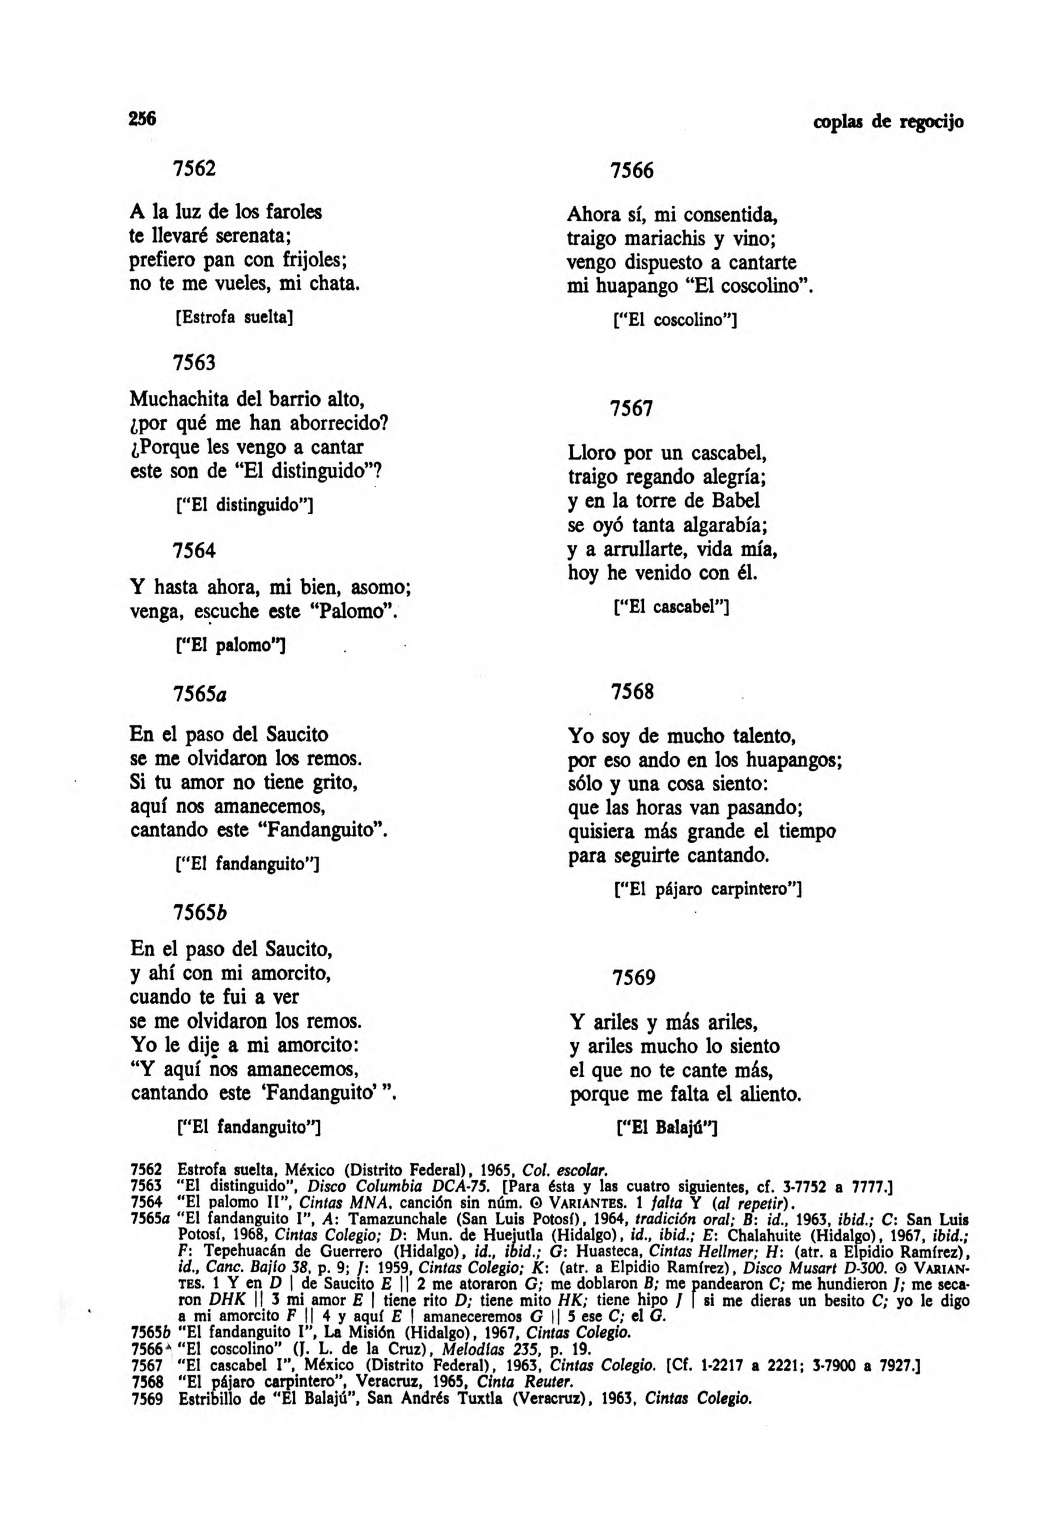 256
coplas de regocijo
7562
A la luz de los faroles
te llevaré serenata;
prefiero pan con frijoles;
no te me vueles, mi chata.
[Estrofa suelta]
7563
Muchachita del barrio alto,
¿por qué me han aborrecido?
¿Porque les vengo a cantar
este son de “El distinguido”?
[“El distinguido”]
7564
Y hasta ahora, mi bien, asomo;
venga, escuche este “Palomo”.
[“El palomo”]
7565a
En el paso del Saucito
se me olvidaron los remos.
Si tu amor no tiene grito,
aquí nos amanecemos,
cantando este “Fandanguito”.
[“El fandanguito”]
7565b
En el paso del Saucito,
y ahí con mi amorcito,
cuando te fui a ver
se me olvidaron los remos.
Yo le dije a mi amorcito:
“Y aquí nos amanecemos,
cantando este ‘Fandanguito’ ”.
[“El fandanguito”]
7566
Ahora sí, mi consentida,
traigo mariachis y vino;
vengo dispuesto a cantarte
mi huapango “El coscolino”.
[“El coscolino”]
7567
Lloro por un cascabel,
traigo regando alegría;
y en la torre de Babel
se oyó tanta algarabía;
y a arrullarte, vida mía,
hoy he venido con él.
[“El cascabel”]
7568
Yo soy de mucho talento,
por eso ando en los huapangos;
sólo y una cosa siento:
que las horas van pasando;
quisiera más grande el tiempo
para seguirte cantando.
[“El pájaro carpintero”]
7569
Y ariles y más ariles,
y ariles mucho lo siento
el que no te cante más,
porque me falta el aliento.
[“El Balajú”]
7562 Estrofa suelta, México (Distrito Federal), 1965, Col. escolar.
7563 “El distinguido”, Disco Columbia DCA-75. [Para ésta y las cuatro siguientes, cf. 3-7752 a 7777.]
7564 “El palomo II”, Cintas MNA, canción sin núm. ʘ VARIANTES. 1 falta Y (al repetir).
7565a “El fandanguito I”, A: Tamazunchale (San Luis Potosí), 1964, tradición oral; B: id., 1963, ibid.; C: San Luis
Potosí, 1968, Cintas Colegio; D: Mun. de Huejutla (Hidalgo), id., ibid.; E: Chalahuite (Hidalgo), 1967, ibid.;
F: Tepehuacán de Guerrero (Hidalgo), id., ibid.; G: Huasteca, Cintas Hellmer; H: (atr. a Elpidio Ramírez),
id., Canc. Bajío 38, p. 9; J: 1959, Cintas Colegio; K: (atr. a Elpidio Ramírez), Disco Musart D-300. ʘ VARIAN-
TES. 1 Y en D | de Saucito E || 2 me atoraron G; me doblaron B; me pandearon C; me hundieron J; me seca-
ron DHK || 3 mi amor E | tiene rito D; tiene mito HK; tiene hipo J | si me dieras un besito C; yo le digo
a mi amorcito F || 4 y aquí E | amaneceremos G || 5 ese C; el G.
7565b “El fandanguito I”, La Misión (Hidalgo), 1967, Cintas Colegio.
7566 “El coscolino” (J. L. de la Cruz), Melodías 235, p. 19.
7567 “El cascabel I”, México (Distrito Federal), 1963, Cintas Colegio. [Cf. 1-2217 a 2221; 3-7900 a 7927.]
7568 “El pájaro carpintero”, Veracruz, 1965, Cinta Reuter.
7569 Estribillo de “El Balajú”, San Andrés Tuxtla (Veracruz), 1963, Cintas Colegio.